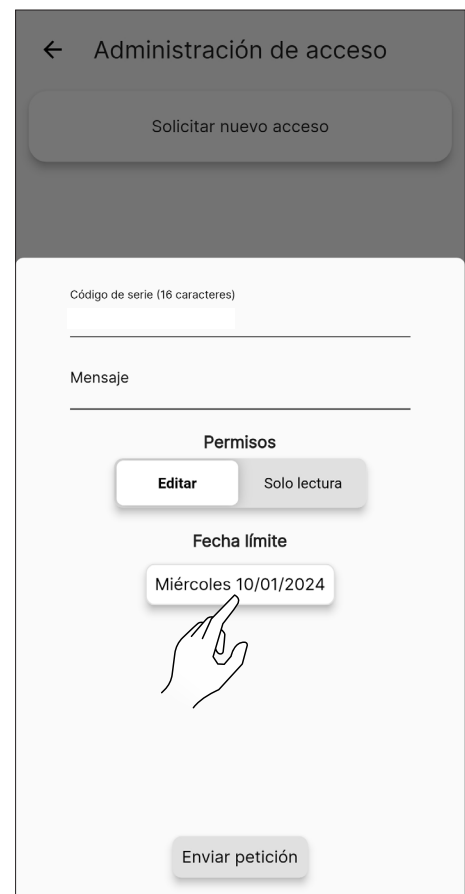 Administración de acceso
Solicitar nuevo acceso
Código de serie (16 caracteres)
Mensaje
Permisos
Editar
Solo lectura
Fecha límite
Miércoles 10/01/2024
Enviar petición